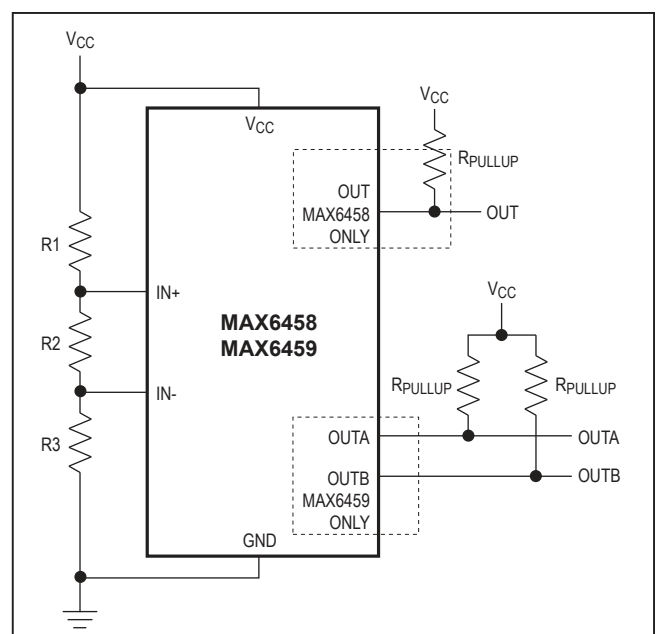 VCC
VCC
VCC
RPULLUP
OUT
MAX6458
ONLY
OUT
R1
IN+
VCC
MAX6458
MAX6459
R2
RPULLUP
RPULLUP
IN-
R3
OUTA
OUTA
OUTB
MAX6459
ONLY
OUTB
GND